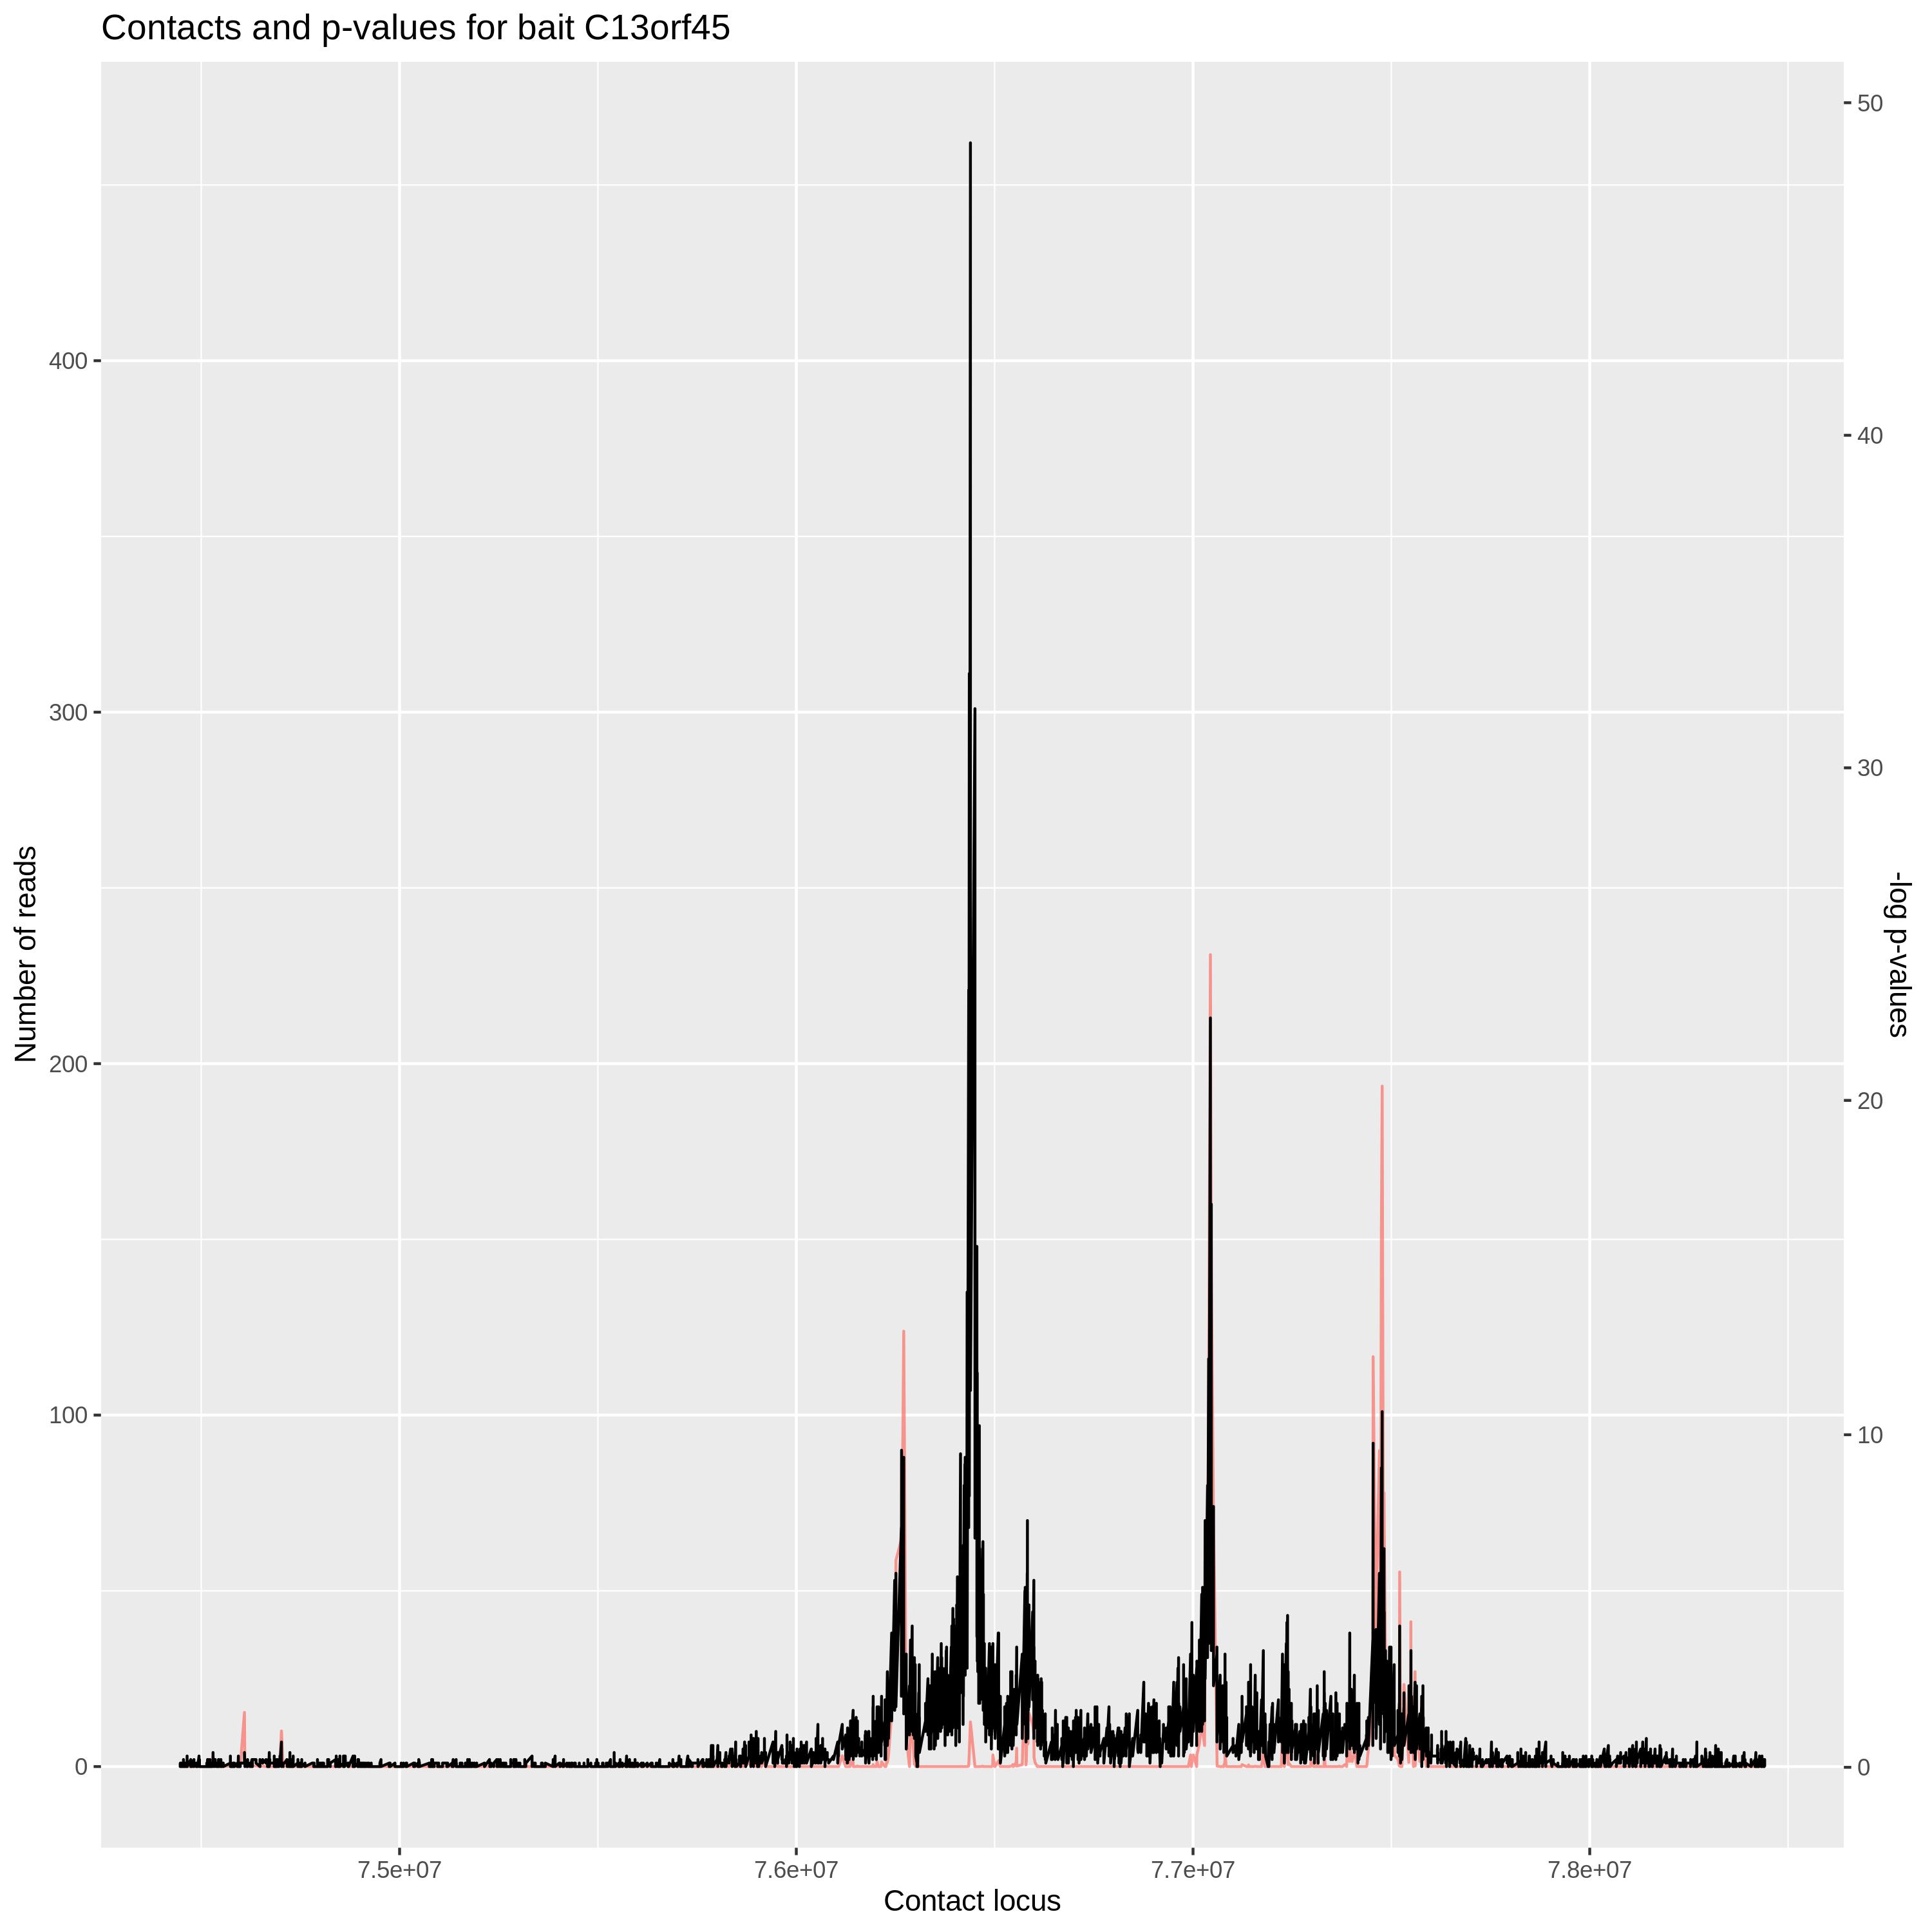 Contacts and p-values for bait C13orf45
Number of reads
400
300
200
100
0
50
40
30
20
10
0
-log p-values
7.5e+07 7.6e+07 7.7e+07 7.8e+07
Contact locus